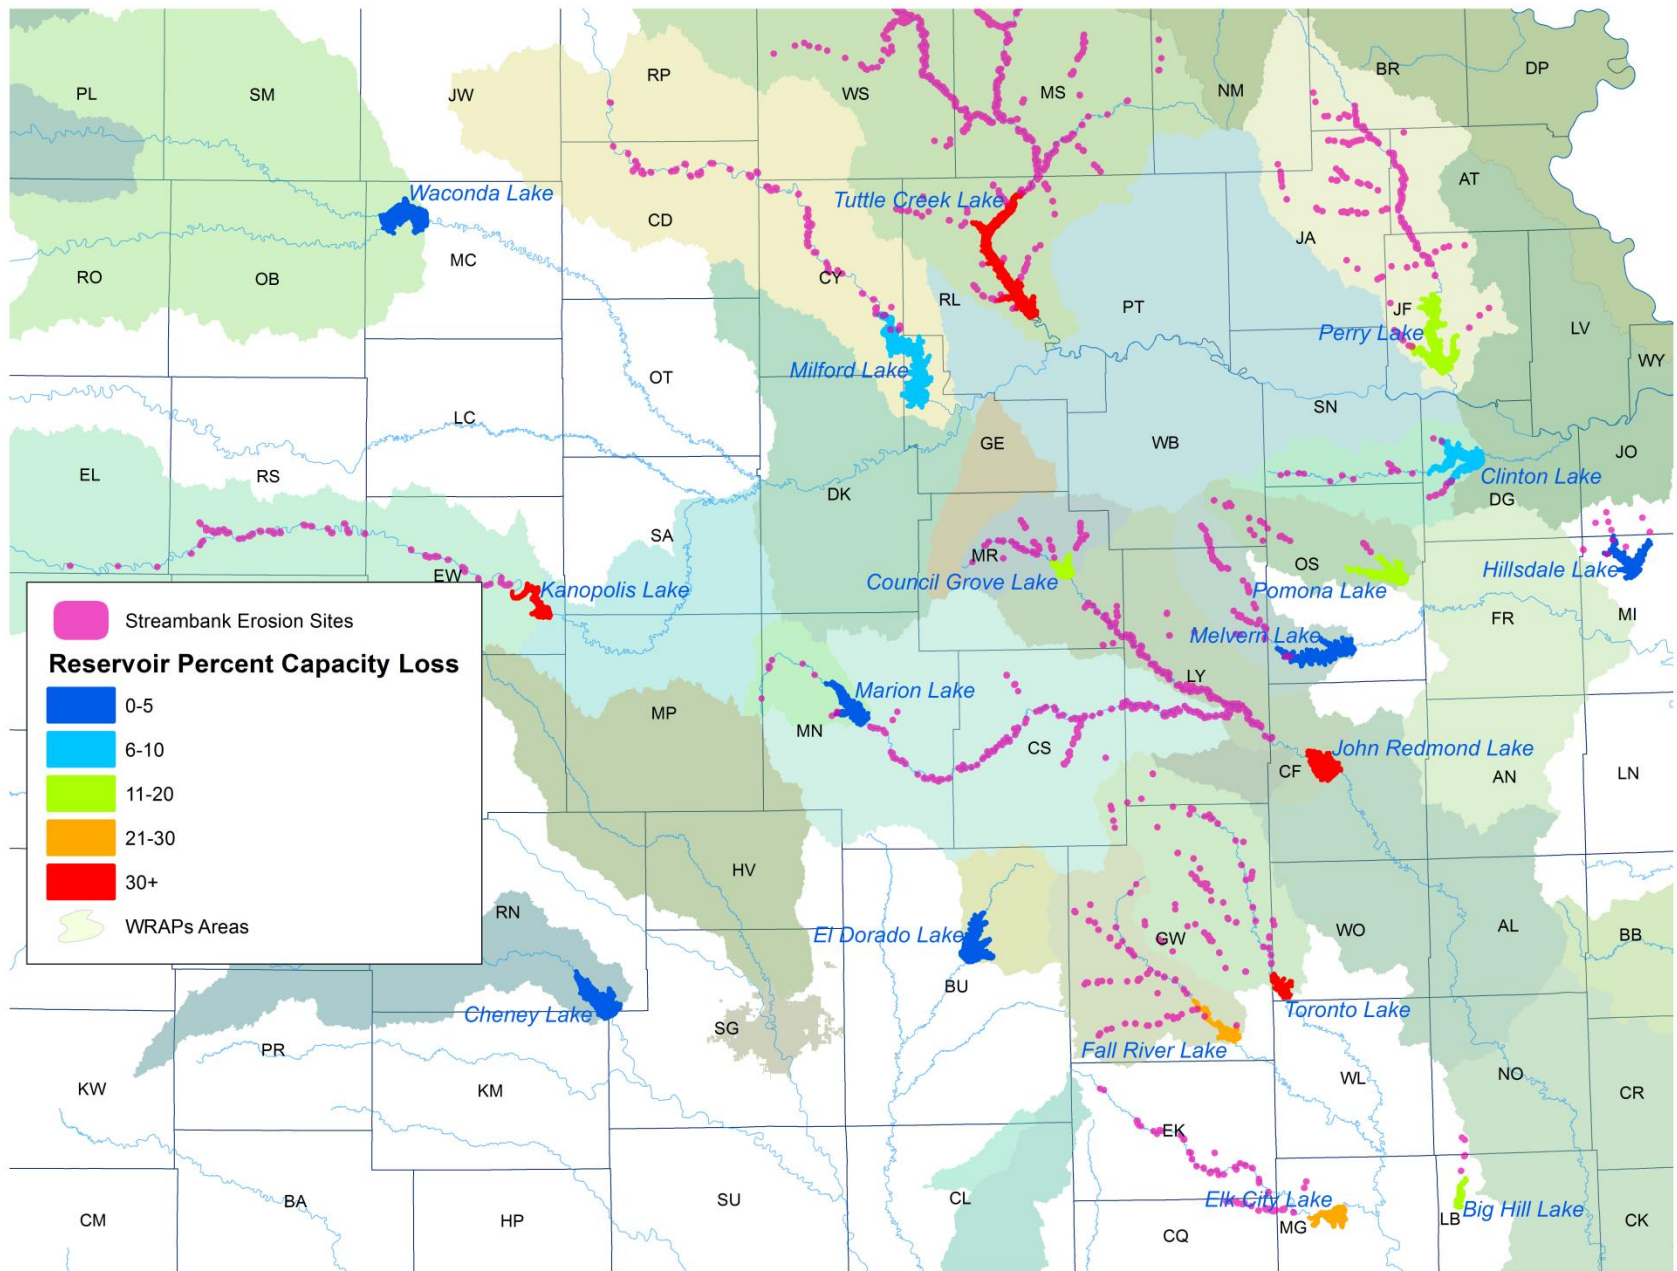 BR
DP
RP
PL
SM
JW
WS
MS
NM
AT
Waconda Lake
Tuttle Creek Lake
CD
JA
MC
RO
OB
CY
RL
PT
JF
LV
Perry Lake
WY
Milford Lake
OT
SN
LC
GE
WB
JO
EL
RS
DK
Clinton Lake
DG
SA
MR
OS
EW
Council Grove Lake
Pomona Lake
Hillsdale Lake
Kanopolis Lake
FR
MI
Melvern Lake
LY
Marion Lake
MP
MN
CS
John Redmond Lake
CF
AN
LN
Streambank Erosion Sites
Reservoir Percent Capacity Loss
0-5
6-10
11-20
21-30
30+
WRAPs Areas
HV
RN
El Dorado Lake
GW
WO
AL
BB
BU
Cheney Lake
SG
Toronto Lake
Fall River Lake
PR
KW
KM
WL
NO
CR
EK
BA
SU
CL
Elk City Lake
Big Hill Lake
CM
HP
CQ
MG
LB
CK